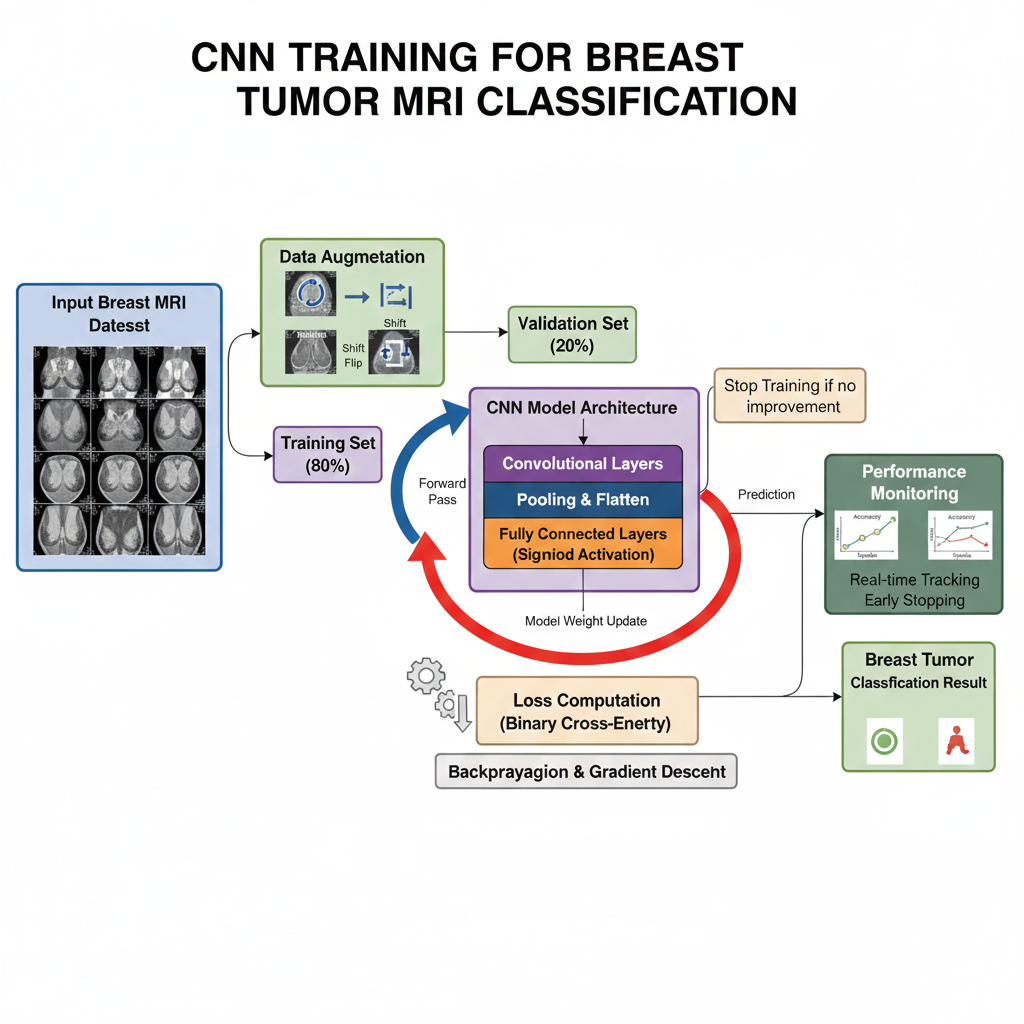 CNN TRAINING FOR BREAST
TUMOR MRI CLASSIFICATION
Input Breast MRI
Datesst
Data Augmetation
Shift
Shift
Flip
Training Set
(80%)
Validation Set
(20%)
Stop Training if no
improvement
CNN Model Architecture
Convolutional Layers
Pooling & Flatten
Fully Connected Layers
(Signiod Activation)
Forward
Pass
Model Weight Update
Prediction
Performance
Monitoring
Real-time Tracking
Early Stopping
Loss Computation
(Binary Cross-Enerty)
Backprayagion & Gradient Descent
Breast Tumor
Classfication Result